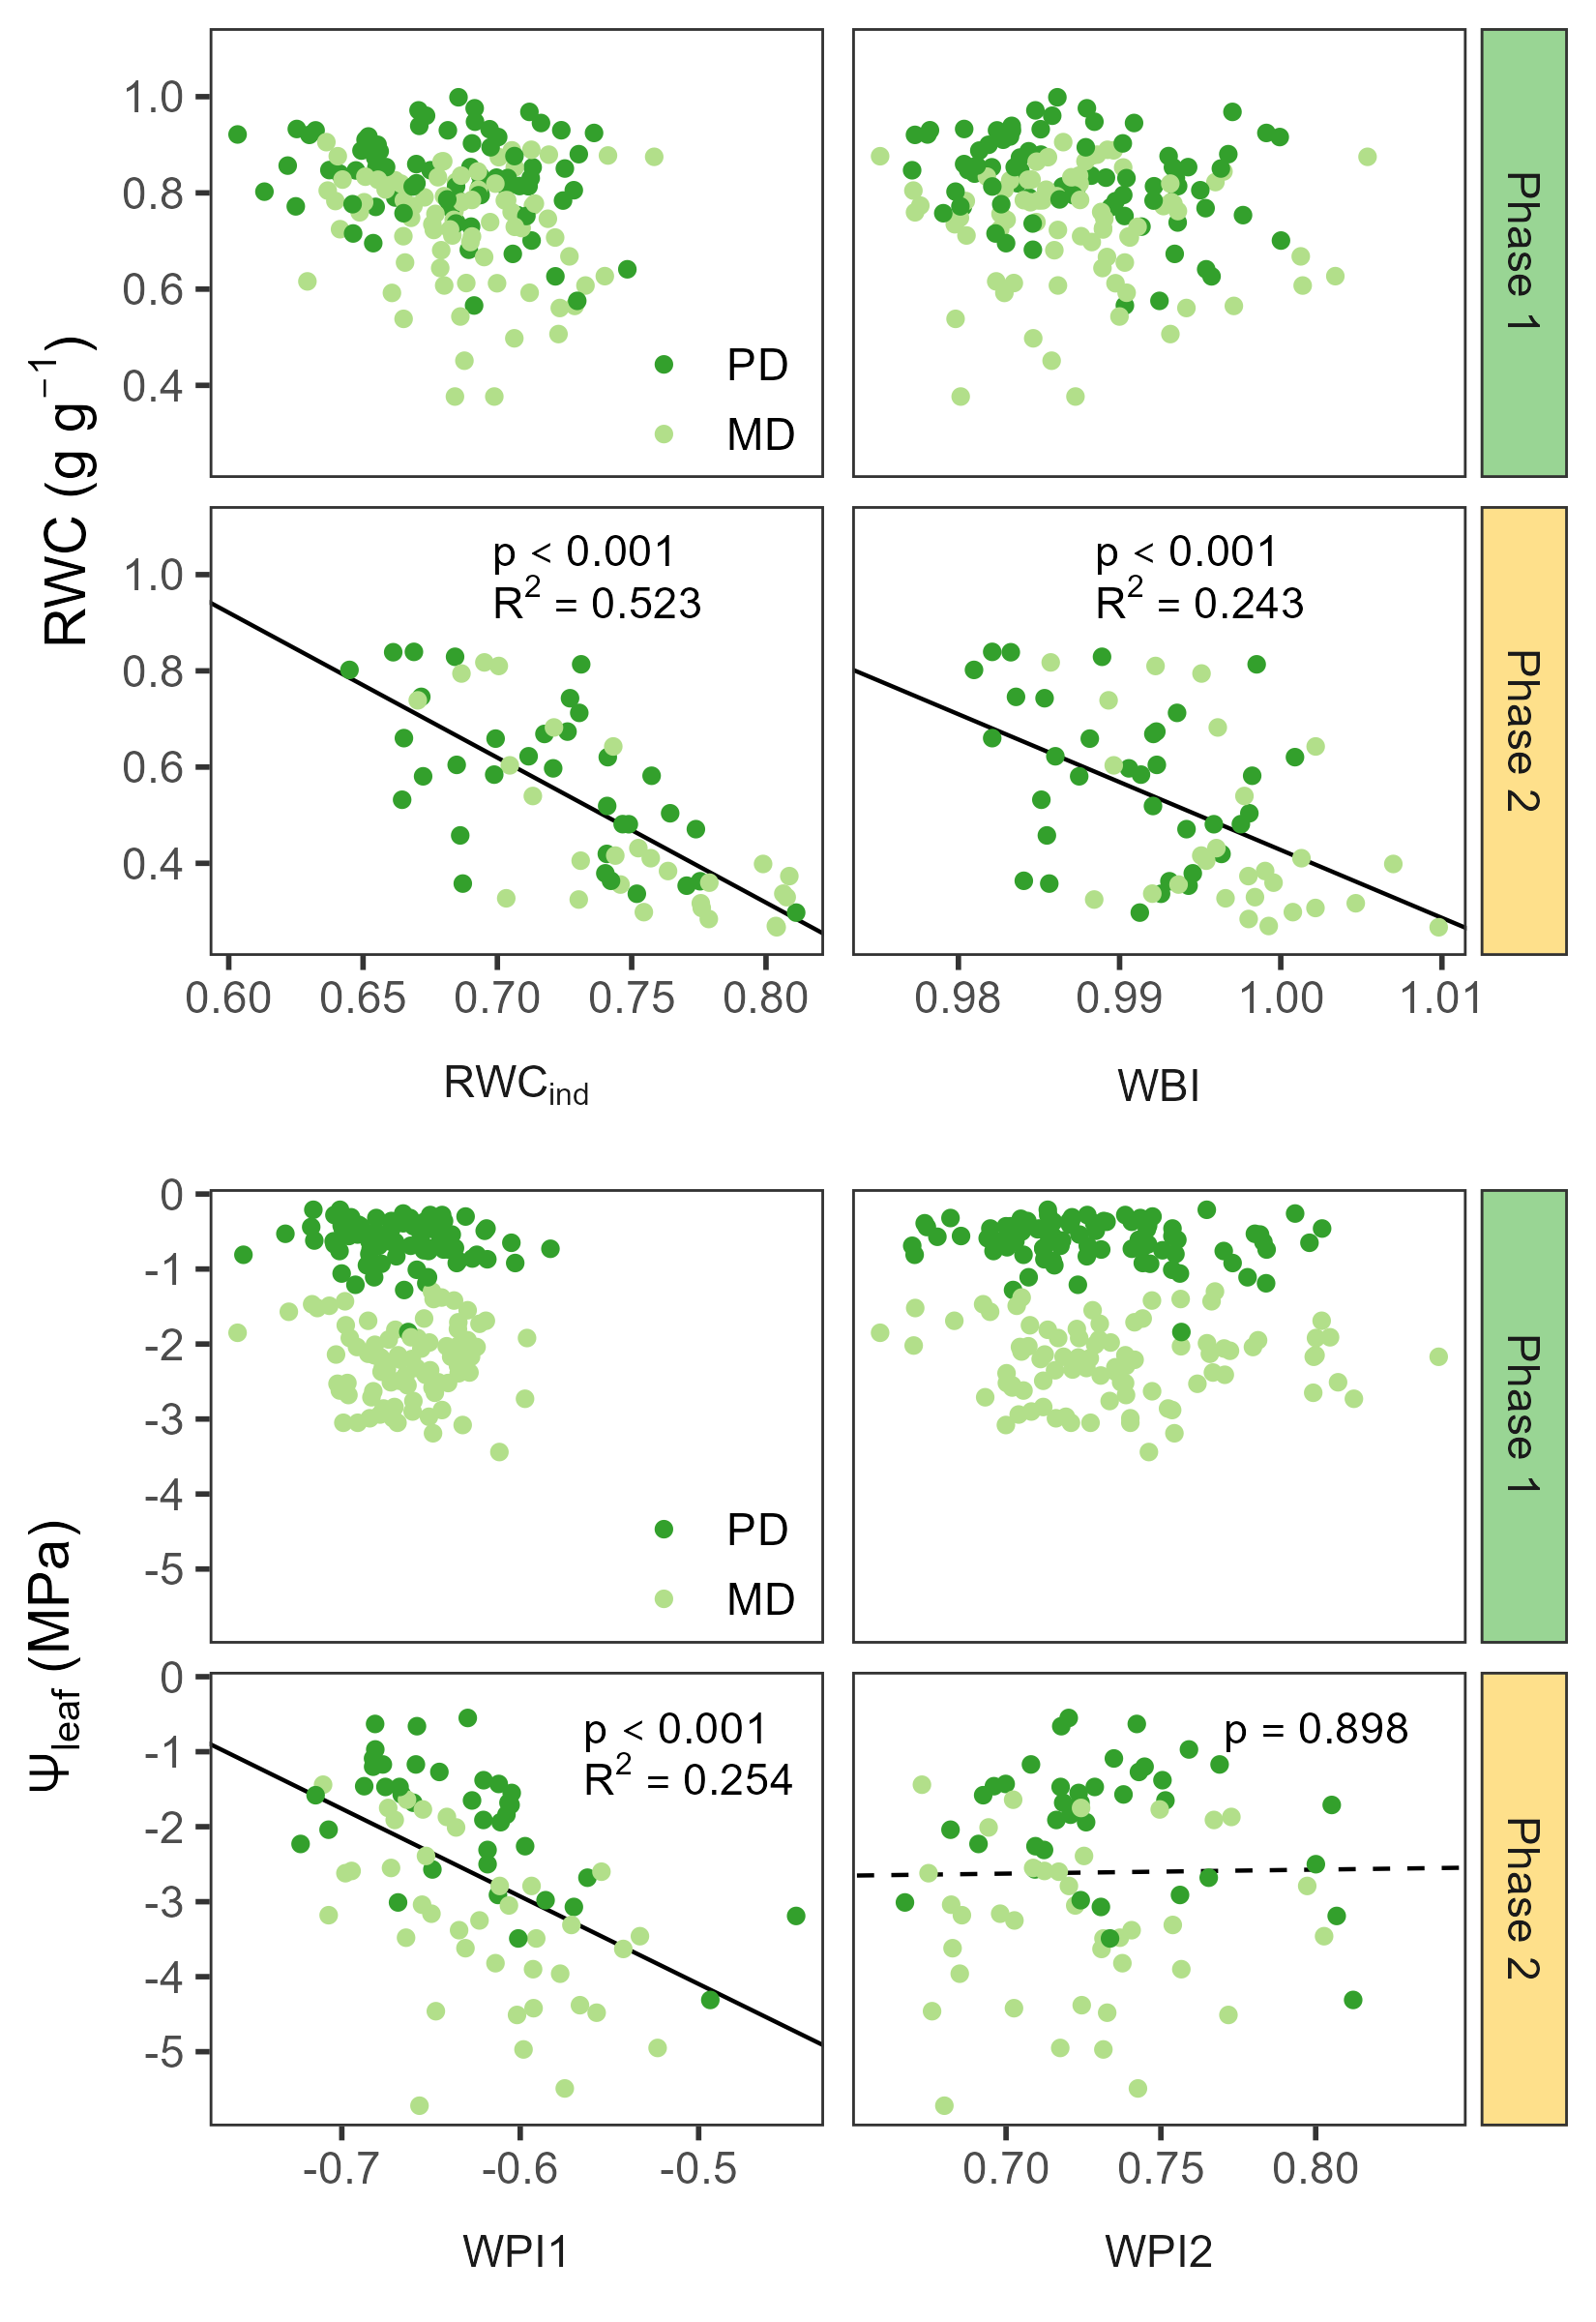 RWC (g g⁻¹)
1.0
0.8
0.6
0.4
PD
MD
Phase 1
1.0
0.8
0.6
0.4
p < 0.001
R² = 0.523
p < 0.001
R² = 0.243
Phase 2
0.60 0.65 0.70 0.75 0.80
0.98 0.99 1.00 1.01
RWCind
WBI
Ψleaf (MPa)
0
-1
-2
-3
-4
-5
PD
MD
Phase 1
0
-1
-2
-3
-4
-5
p < 0.001
R² = 0.254
p = 0.898
Phase 2
-0.7 -0.6 -0.5
0.70 0.75 0.80
WPI1
WPI2